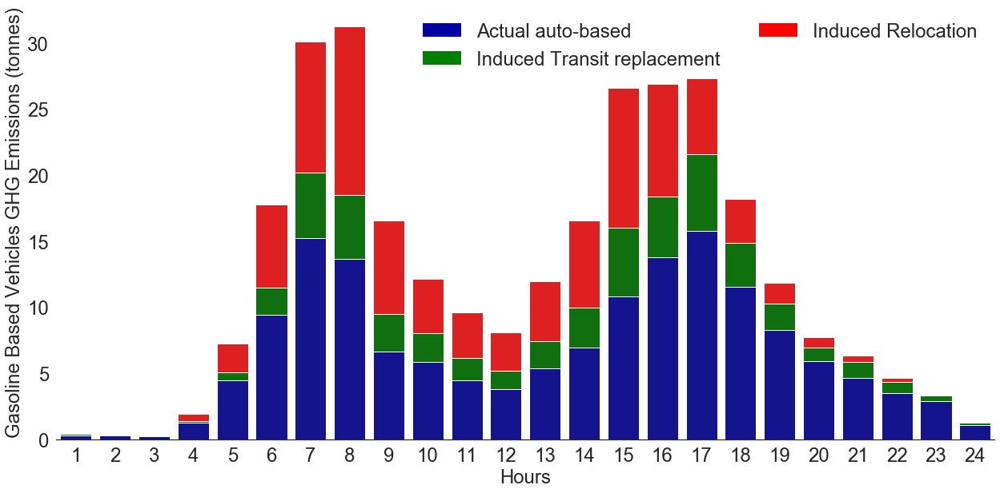 Gasoline Based Vehicles GHG Emissions (tonnes)
30
25
20
15
10
5
0
Actual auto-based
Induced Transit replacement
Induced Relocation
1 2 3 4 5 6 7 8 9 10 11 12 13 14 15 16 17 18 19 20 21 22 23 24
Hours